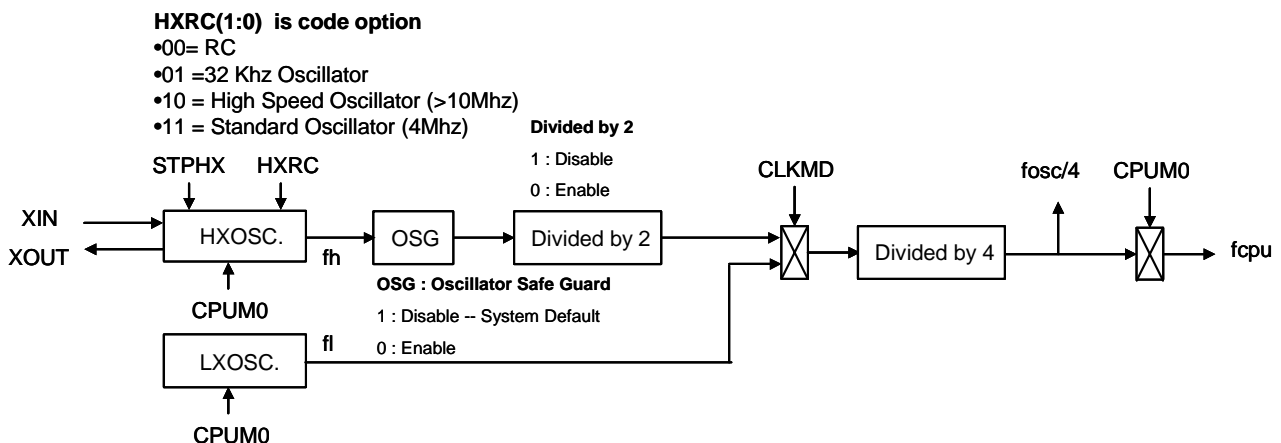 HXRC(1:0) is code option
•00= RC
•01 =32 Khz Oscillator
•10 = High Speed Oscillator (>10Mhz)
•11 = Standard Oscillator (4Mhz)
Divided by 2
1 : Disable
0 : Enable
STPHX HXRC
CLKMD
fosc/4
CPUM0
XIN
XOUT
HXOSC.
fh
OSG
Divided by 2
Divided by 4
fcpu
CPUM0
OSG : Oscillator Safe Guard
1 : Disable -- System Default
0 : Enable
LXOSC.
fl
CPUM0